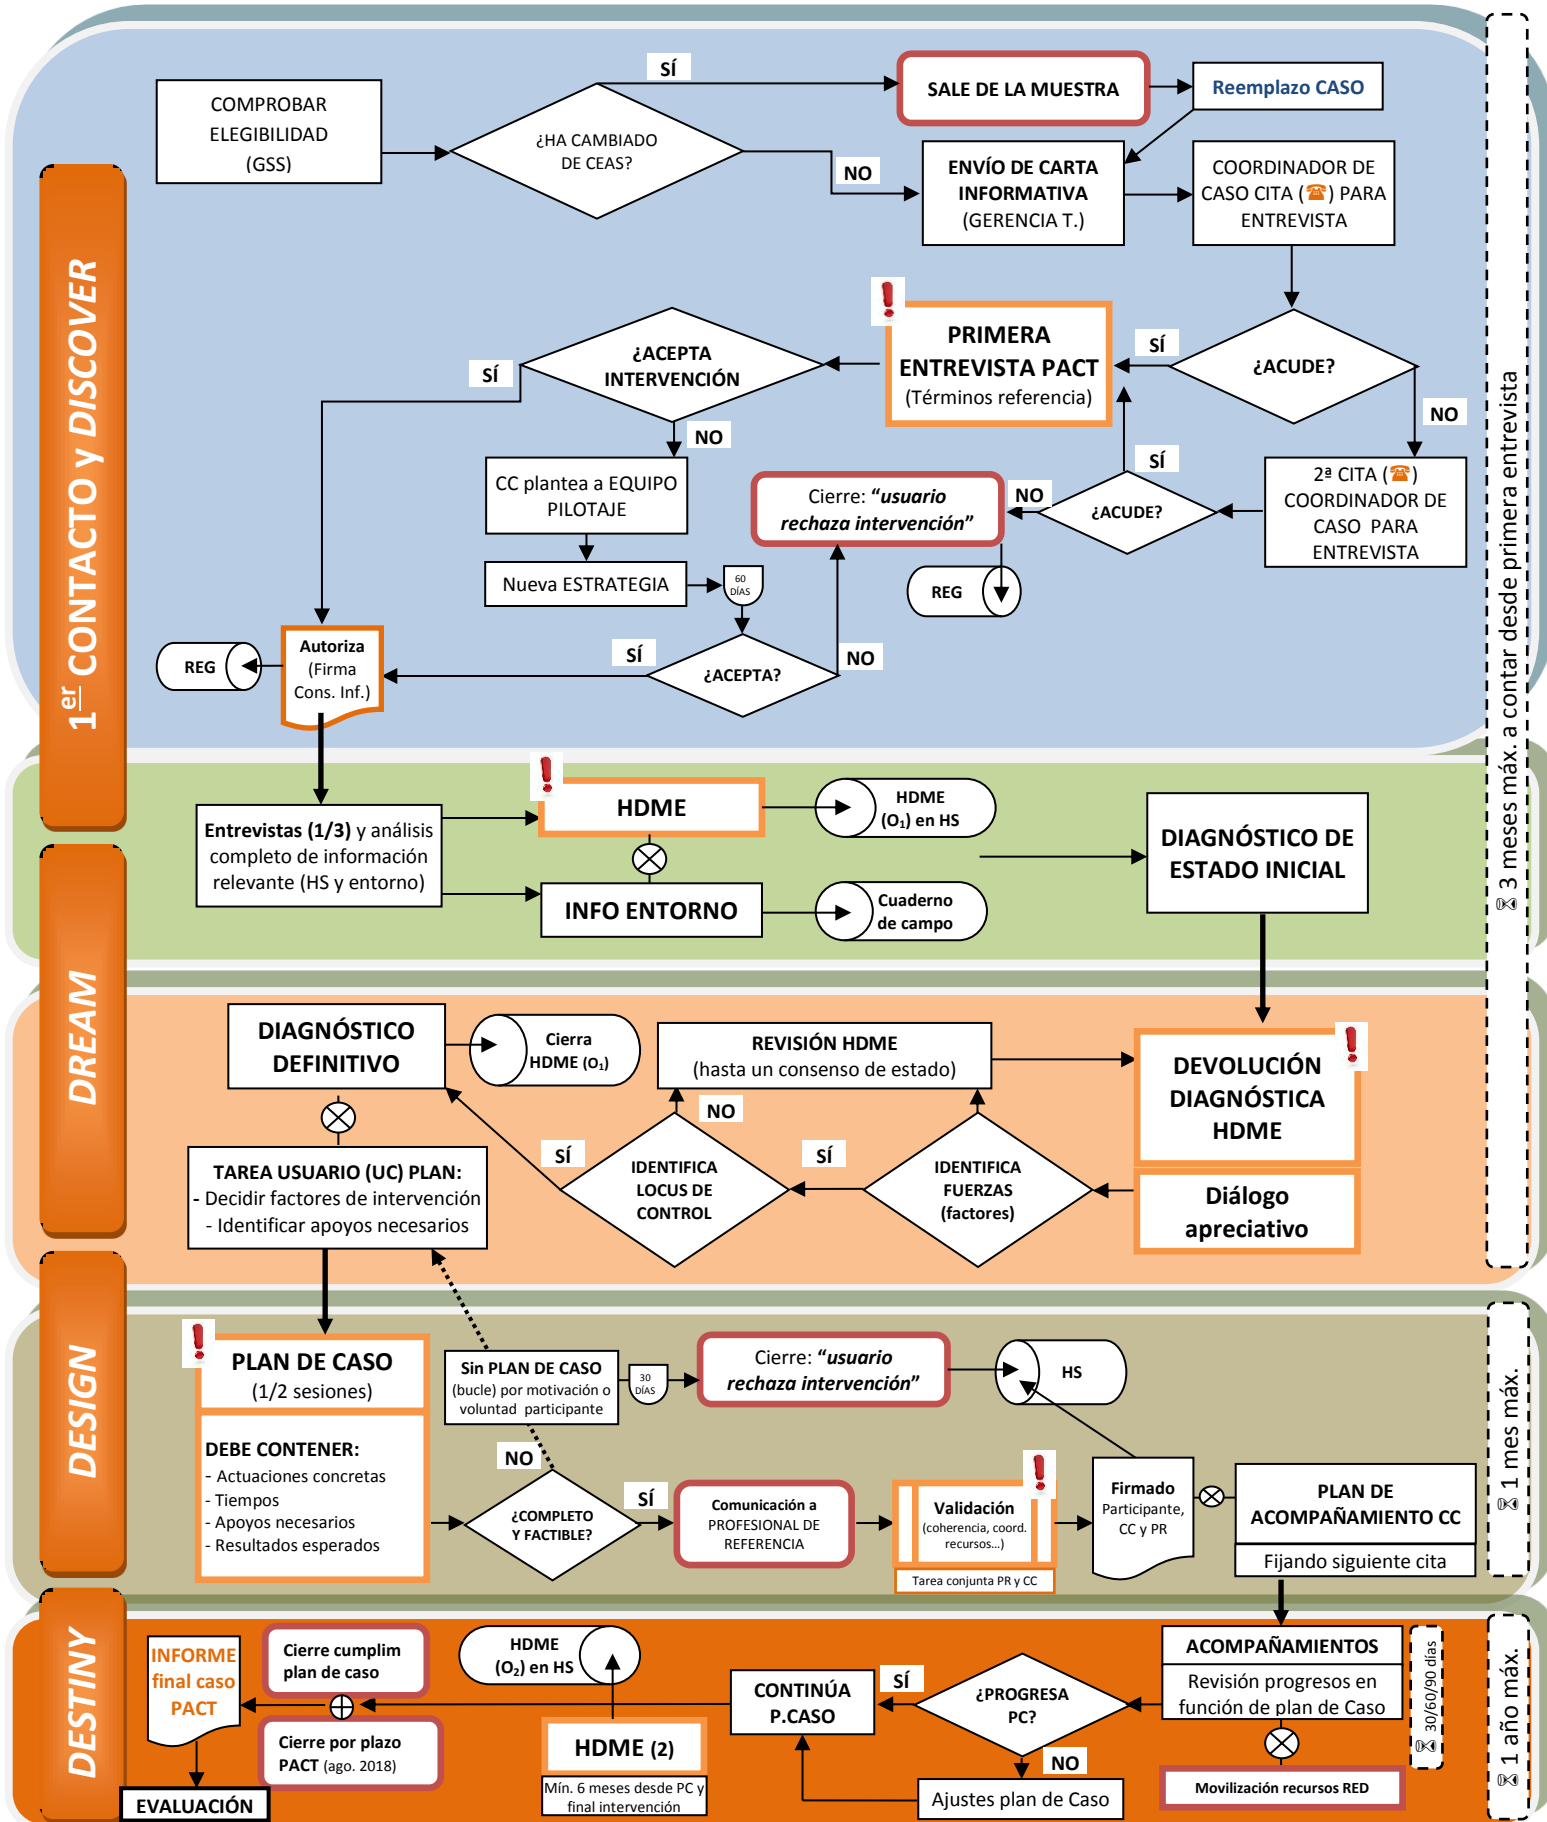 1er CONTACTO y DISCOVER
COMPROBAR
ELEGIBILIDAD
(GSS)
¿HA CAMBIADO
DE CEAS?
SÍ
SALE DE LA MUESTRA
Reemplazo CASO
NO
ENVÍO DE CARTA
INFORMATIVA
(GERENCIA T.)
COORDINADOR DE
CASO CITA (☎) PARA
ENTREVISTA
¿ACUDE?
SÍ
NO
PRIMERA
ENTREVISTA PACT
(Términos referencia)
¿ACEPTA
INTERVENCIÓN
SÍ
NO
2ª CITA (☎)
COORDINADOR DE
CASO PARA
ENTREVISTA
¿ACUDE?
SÍ
NO
Cierre: “usuario
rechaza intervención”
REG
CC plantea a EQUIPO
PILOTAJE
Nueva ESTRATEGIA
60
DÍAS
¿ACEPTA?
SÍ
NO
Autoriza
(Firma
Cons. Inf.)
REG
3 meses máx. a contar desde primera entrevista
Entrevistas (1/3) y análisis
completo de información
relevante (HS y entorno)
HDME
HDME
(O1) en HS
INFO ENTORNO
Cuaderno
de campo
DIAGNÓSTICO DE
ESTADO INICIAL
DREAM
DIAGNÓSTICO
DEFINITIVO
Cierra
HDME (O1)
REVISIÓN HDME
(hasta un consenso de estado)
DEVOLUCIÓN
DIAGNÓSTICA
HDME
Diálogo
apreciativo
IDENTIFICA
FUERZAS
(factores)
SÍ
IDENTIFICA
LOCUS DE
CONTROL
NO
SÍ
TAREA USUARIO (UC) PLAN:
- Decidir factores de intervención
- Identificar apoyos necesarios
DESIGN
PLAN DE CASO
(1/2 sesiones)
DEBE CONTENER:
- Actuaciones concretas
- Tiempos
- Apoyos necesarios
- Resultados esperados
Sin PLAN DE CASO
(bucle) por motivación o
voluntad participante
30
DÍAS
Cierre: “usuario
rechaza intervención”
HS
NO
¿COMPLETO
Y FACTIBLE?
SÍ
Comunicación a
PROFESIONAL DE
REFERENCIA
Validación
(coherencia, coord.
recursos...)
Tarea conjunta PR y CC
Firmado
Participante,
CC y PR
PLAN DE
ACOMPAÑAMIENTO CC
Fijando siguiente cita
1 mes máx.
DESTINY
INFORME
final caso
PACT
EVALUACIÓN
Cierre cumplim
plan de caso
Cierre por plazo
PACT (ago. 2018)
HDME
(O2) en HS
HDME (2)
Mín. 6 meses desde PC y
final intervención
CONTINÚA
P.CASO
SÍ
¿PROGRESA
PC?
NO
Ajustes plan de Caso
ACOMPAÑAMIENTOS
Revisión progresos en
función de plan de Caso
Movilización recursos RED
30/60/90 días
1 año máx.